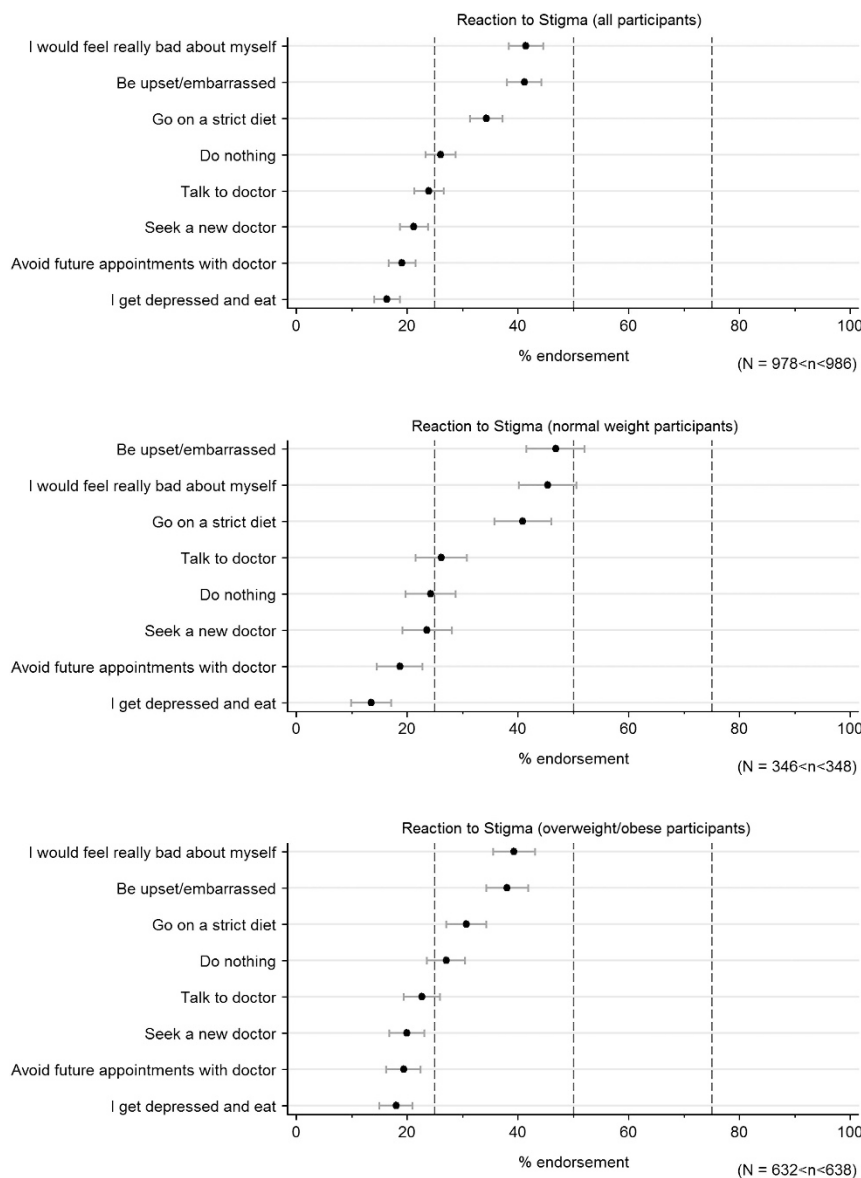 Reaction to Stigma (all participants)
I would feel really bad about myself
Be upset/embarrassed
Go on a strict diet
Do nothing
Talk to doctor
Seek a new doctor
Avoid future appointments with doctor
I get depressed and eat
0 20 40 60 80 100
% endorsement
(N = 978<n<986)
Reaction to Stigma (normal weight participants)
Be upset/embarrassed
I would feel really bad about myself
Go on a strict diet
Talk to doctor
Do nothing
Seek a new doctor
Avoid future appointments with doctor
I get depressed and eat
0 20 40 60 80 100
% endorsement
(N = 346<n<348)
Reaction to Stigma (overweight/obese participants)
I would feel really bad about myself
Be upset/embarrassed
Go on a strict diet
Do nothing
Talk to doctor
Seek a new doctor
Avoid future appointments with doctor
I get depressed and eat
0 20 40 60 80 100
% endorsement
(N = 632<n<638)